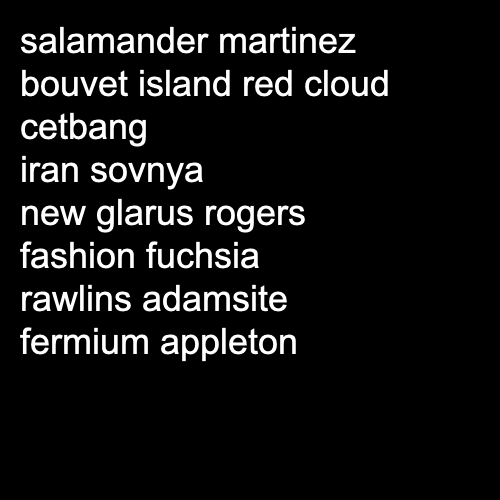 salamander martinez
bouvet island red cloud
cetbang
iran sovnya
new glarus rogers
fashion fuchsia
rawlins adamsite
fermium appleton